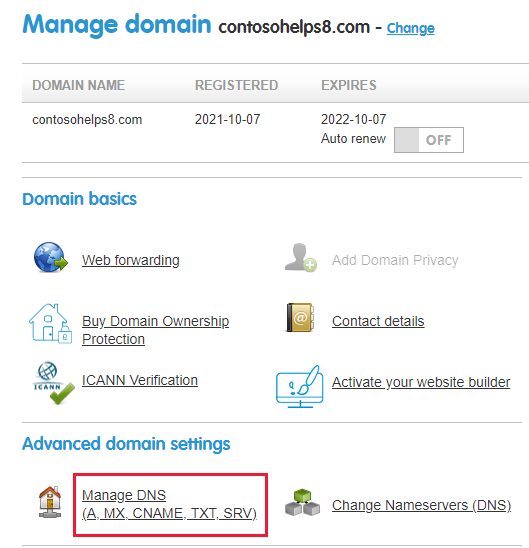 Manage domain contosohelps8.com - Change
DOMAIN NAME REGISTERED EXPIRES
contosohelps8.com 2021-10-07 2022-10-07
Auto renew OFF
Domain basics
Web forwarding Add Domain Privacy
Buy Domain Ownership
Protection
Contact details
ICANN
ICANN Verification Activate your website builder
Advanced domain settings
Manage DNS
(A, MX, CNAME, TXT, SRV)
Change Nameservers (DNS)